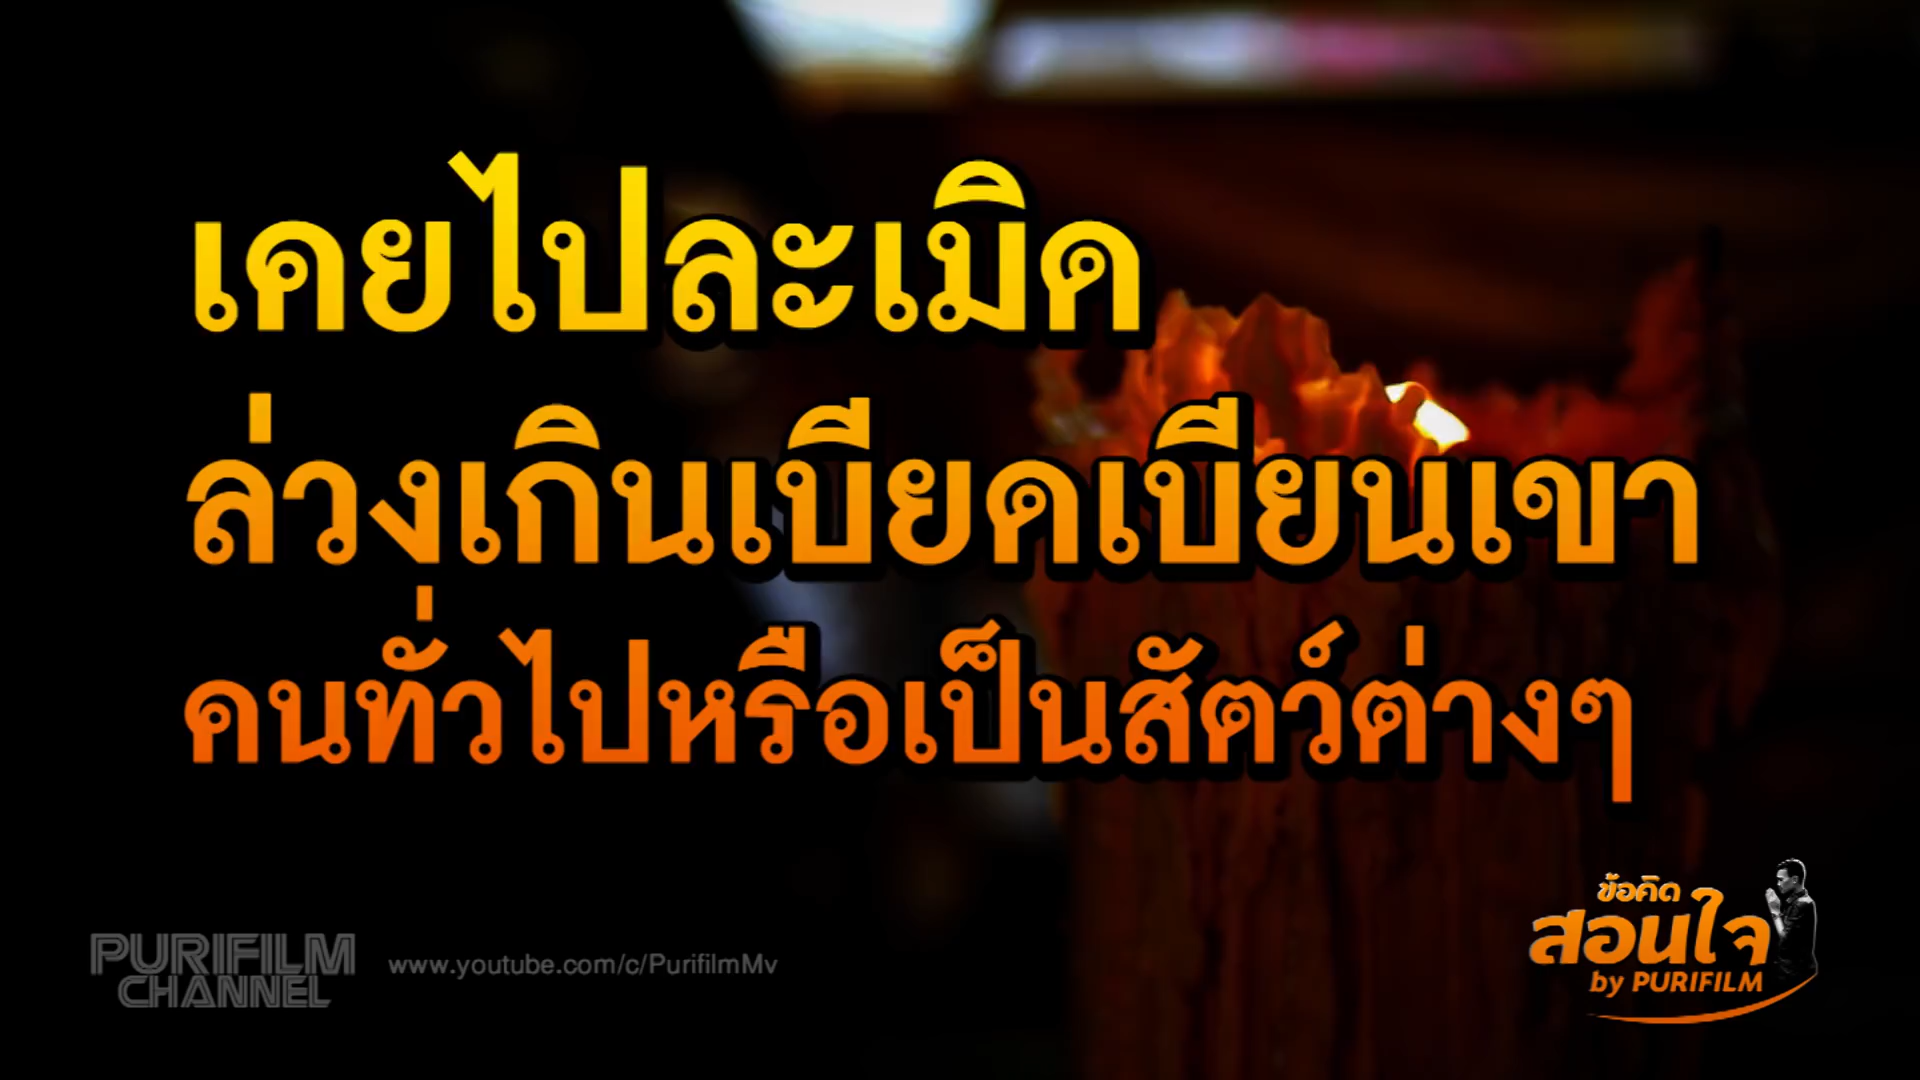 เคยไปละเมิด
ล่วงเกินเบียดเบียนเขา
คนทั่วไปหรือเป็นสัตว์ต่างๆ
ข้อคิด
สอนใจ
by PURIFILM
PURIFILM
CHANNEL
www.youtube.com/c/PurifilmMv